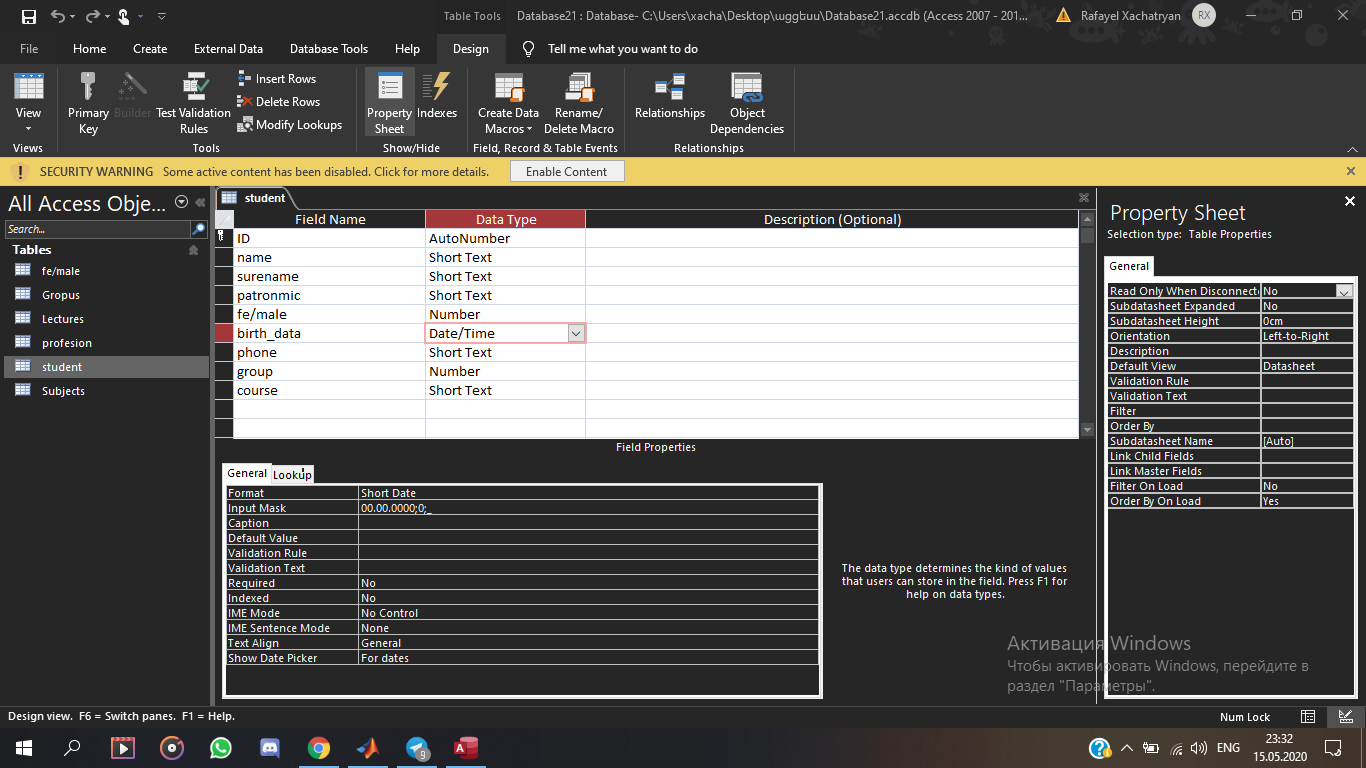 Table Tools
Database21 : Database- C:\Users\xacha\Desktop\ացցեսս\Database21.accdb (Access 2007 - 201...
Rafayel Xachatryan
RX
File
Home
Create
External Data
Database Tools
Help
Design
Tell me what you want to do
View
Primary Key
Builder
Test Validation Rules
Insert Rows
Delete Rows
Modify Lookups
Property Sheet
Indexes
Create Data Macros
Rename/ Delete Macro
Relationships
Object Dependencies
Views
Tools
Show/Hide
Field, Record & Table Events
Relationships
SECURITY WARNING
Some active content has been disabled. Click for more details.
Enable Content
All Access Obje...
Search...
Tables
fe/male
Gropus
Lectures
profesion
student
Subjects
student
Field Name Data Type Description (Optional)
ID AutoNumber
name Short Text
surename Short Text
patronmic Short Text
fe/male Number
birth_data Date/Time
phone Short Text
group Number
course Short Text
Field Properties
General Lookup
Format Short Date
Input Mask 00.00.0000;0;_
Caption
Default Value
Validation Rule
Validation Text
Required No
Indexed No
IME Mode No Control
IME Sentence Mode None
Text Align General
Show Date Picker For dates
The data type determines the kind of values
that users can store in the field. Press F1 for
help on data types.
Property Sheet
Selection type: Table Properties
General
Read Only When Disconnecte No
Subdatasheet Expanded No
Subdatasheet Height 0cm
Orientation Left-to-Right
Description
Default View Datasheet
Validation Rule
Validation Text
Filter
Order By
Subdatasheet Name [Auto]
Link Child Fields
Link Master Fields
Filter On Load No
Order By On Load Yes
Активация Windows
Чтобы активировать Windows, перейдите в
раздел "Параметры".
Design view. F6 = Switch panes. F1 = Help.
Num Lock
9
ENG
23:32
15.05.2020